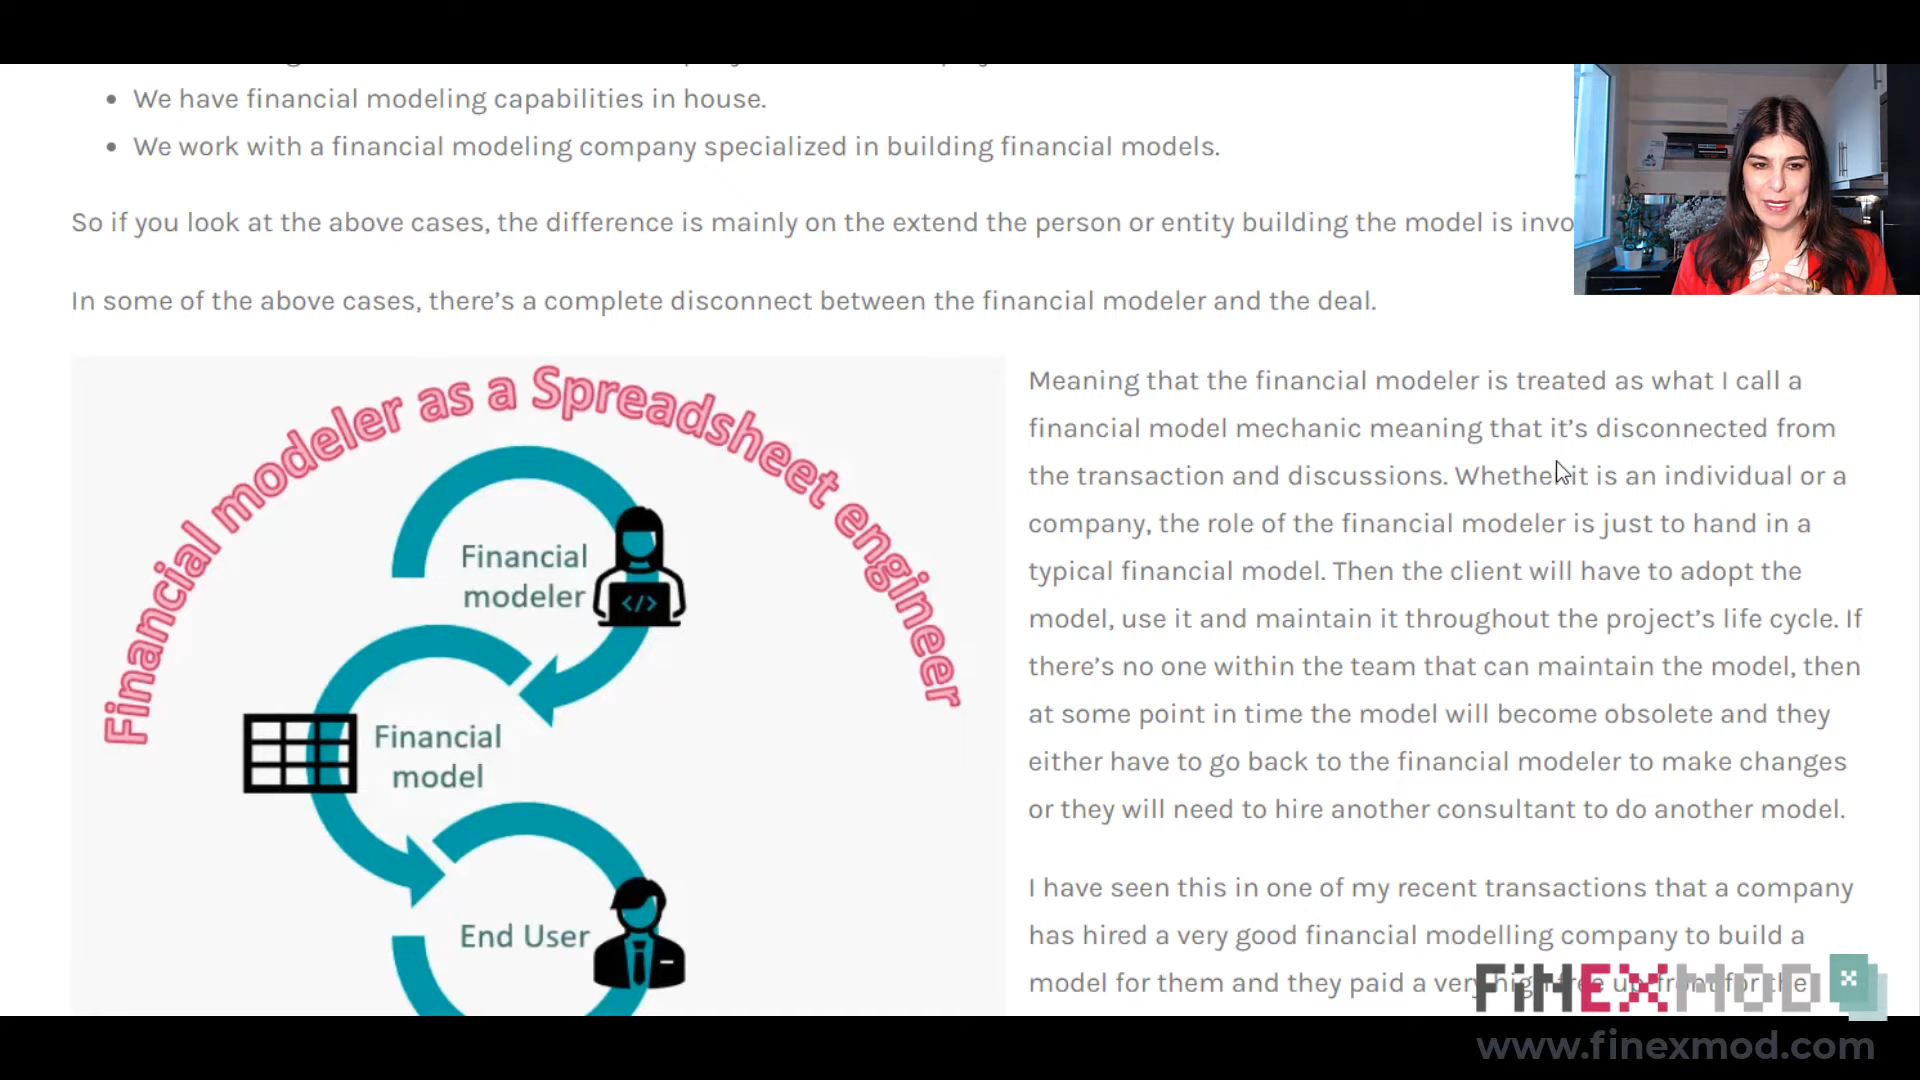 • We have financial modeling capabilities in house.
• We work with a financial modeling company specialized in building financial models.
So if you look at the above cases, the difference is mainly on the extend the person or entity building the model is invo
In some of the above cases, there's a complete disconnect between the financial modeler and the deal.
Financial modeler as a Spreadsheet engineer
Financial
modeler
</>
Financial
model
End User
Meaning that the financial modeler is treated as what I call a
financial model mechanic meaning that it's disconnected from
the transaction and discussions. Whether it is an individual or a
company, the role of the financial modeler is just to hand in a
typical financial model. Then the client will have to adopt the
model, use it and maintain it throughout the project's life cycle. If
there's no one within the team that can maintain the model, then
at some point in time the model will become obsolete and they
either have to go back to the financial modeler to make changes
or they will need to hire another consultant to do another model.
I have seen this in one of my recent transactions that a company
has hired a very good financial modelling company to build a
model for them and they paid a very high free up front for the
FINEXMOD
www.finexmod.com